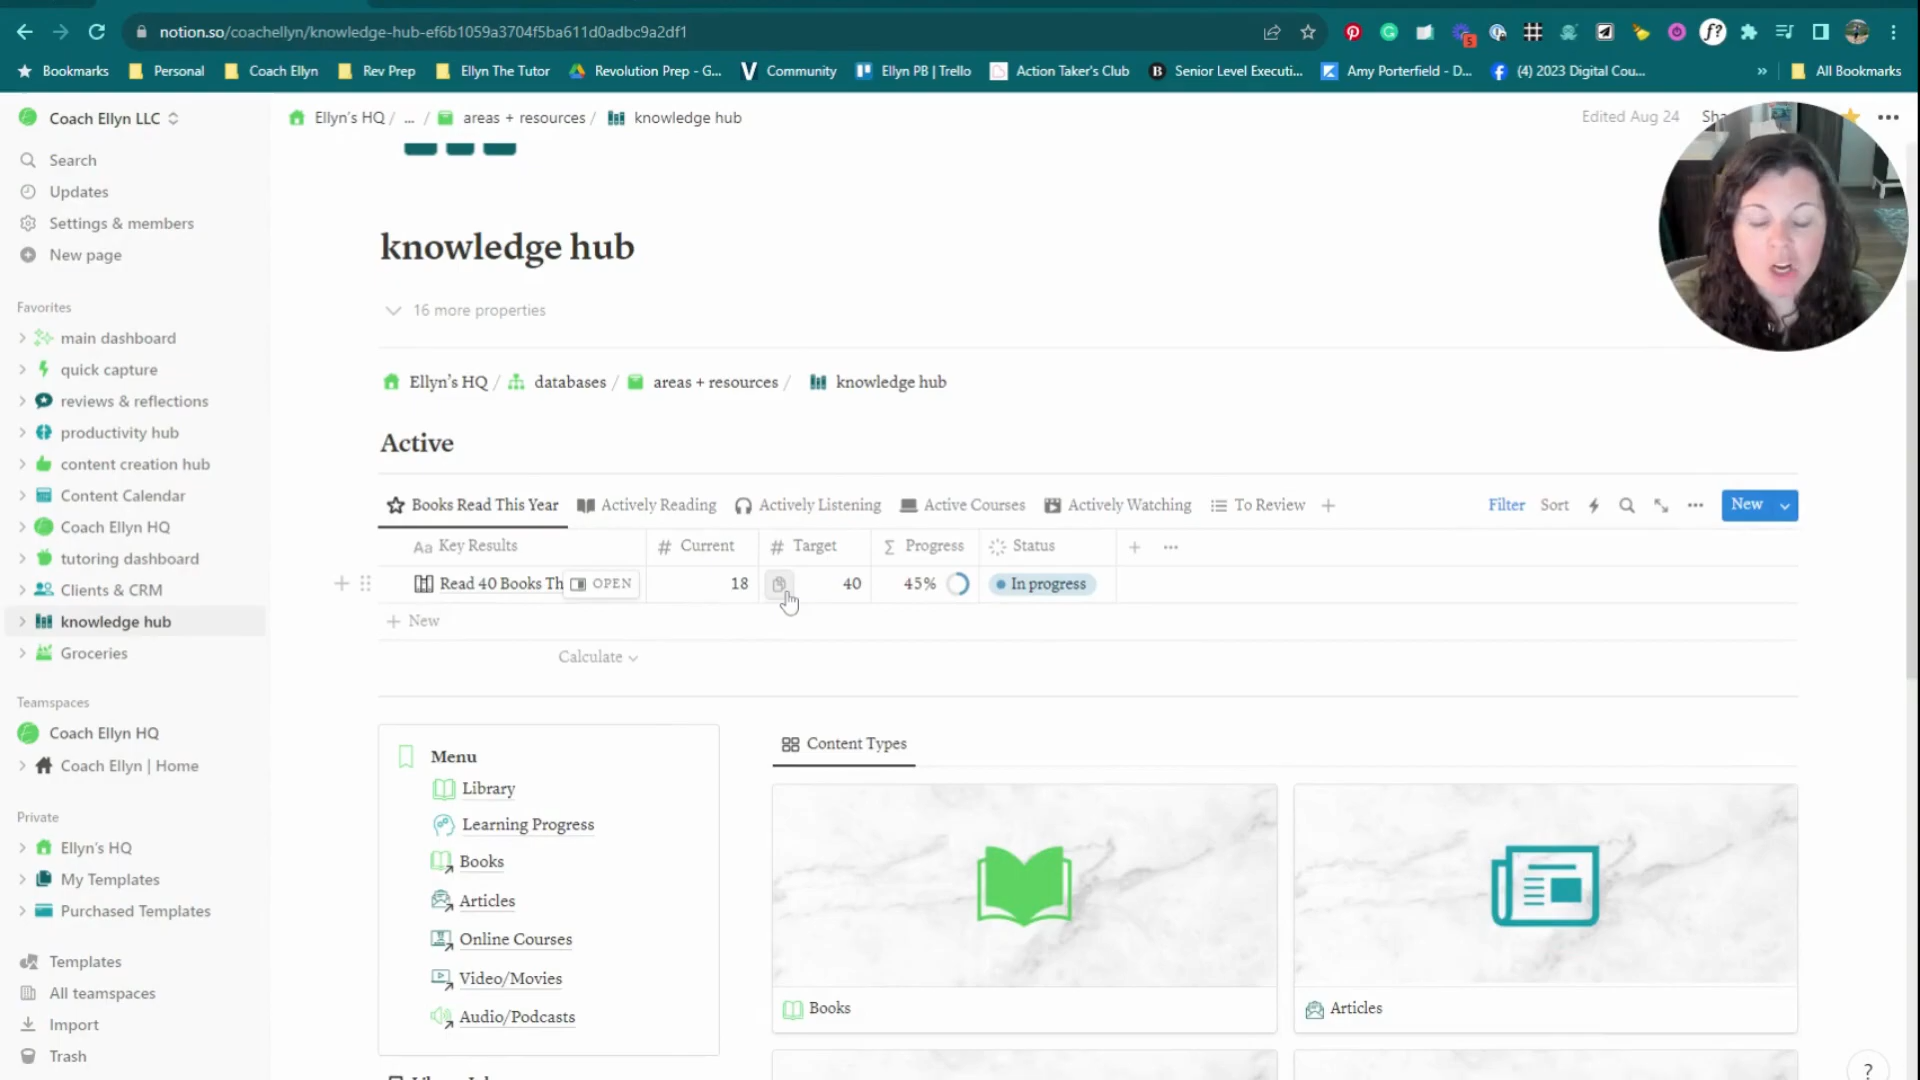 notion.so/coachellyn/knowledge-hub-ef6b1059a3704f5ba611d0adbc9a2df1
5
f?
Bookmarks
Personal
Coach Ellyn
Rev Prep
Ellyn The Tutor
Revolution Prep - G...
Community
Ellyn PB | Trello
Action Taker's Club
Senior Level Executi...
Amy Porterfield - D...
(4) 2023 Digital Cou...
»
All Bookmarks
Coach Ellyn LLC
Search
Updates
Settings & members
New page
Favorites
main dashboard
quick capture
reviews & reflections
productivity hub
content creation hub
Content Calendar
Coach Ellyn HQ
tutoring dashboard
Clients & CRM
knowledge hub
Groceries
Teamspaces
Coach Ellyn HQ
Coach Ellyn | Home
Private
Ellyn's HQ
My Templates
Purchased Templates
Templates
All teamspaces
Import
Trash
Ellyn's HQ / ... / areas + resources / knowledge hub
Edited Aug 24
knowledge hub
16 more properties
Ellyn's HQ / databases / areas + resources / knowledge hub
Active
Books Read This Year
Actively Reading
Actively Listening
Active Courses
Actively Watching
To Review
Filter
Sort
New
Aa Key Results
# Current
# Target
Σ Progress
Status
Read 40 Books Th
OPEN
18
40
45%
In progress
+ New
Calculate
Menu
Library
Learning Progress
Books
Articles
Online Courses
Video/Movies
Audio/Podcasts
Content Types
Books
Articles
?